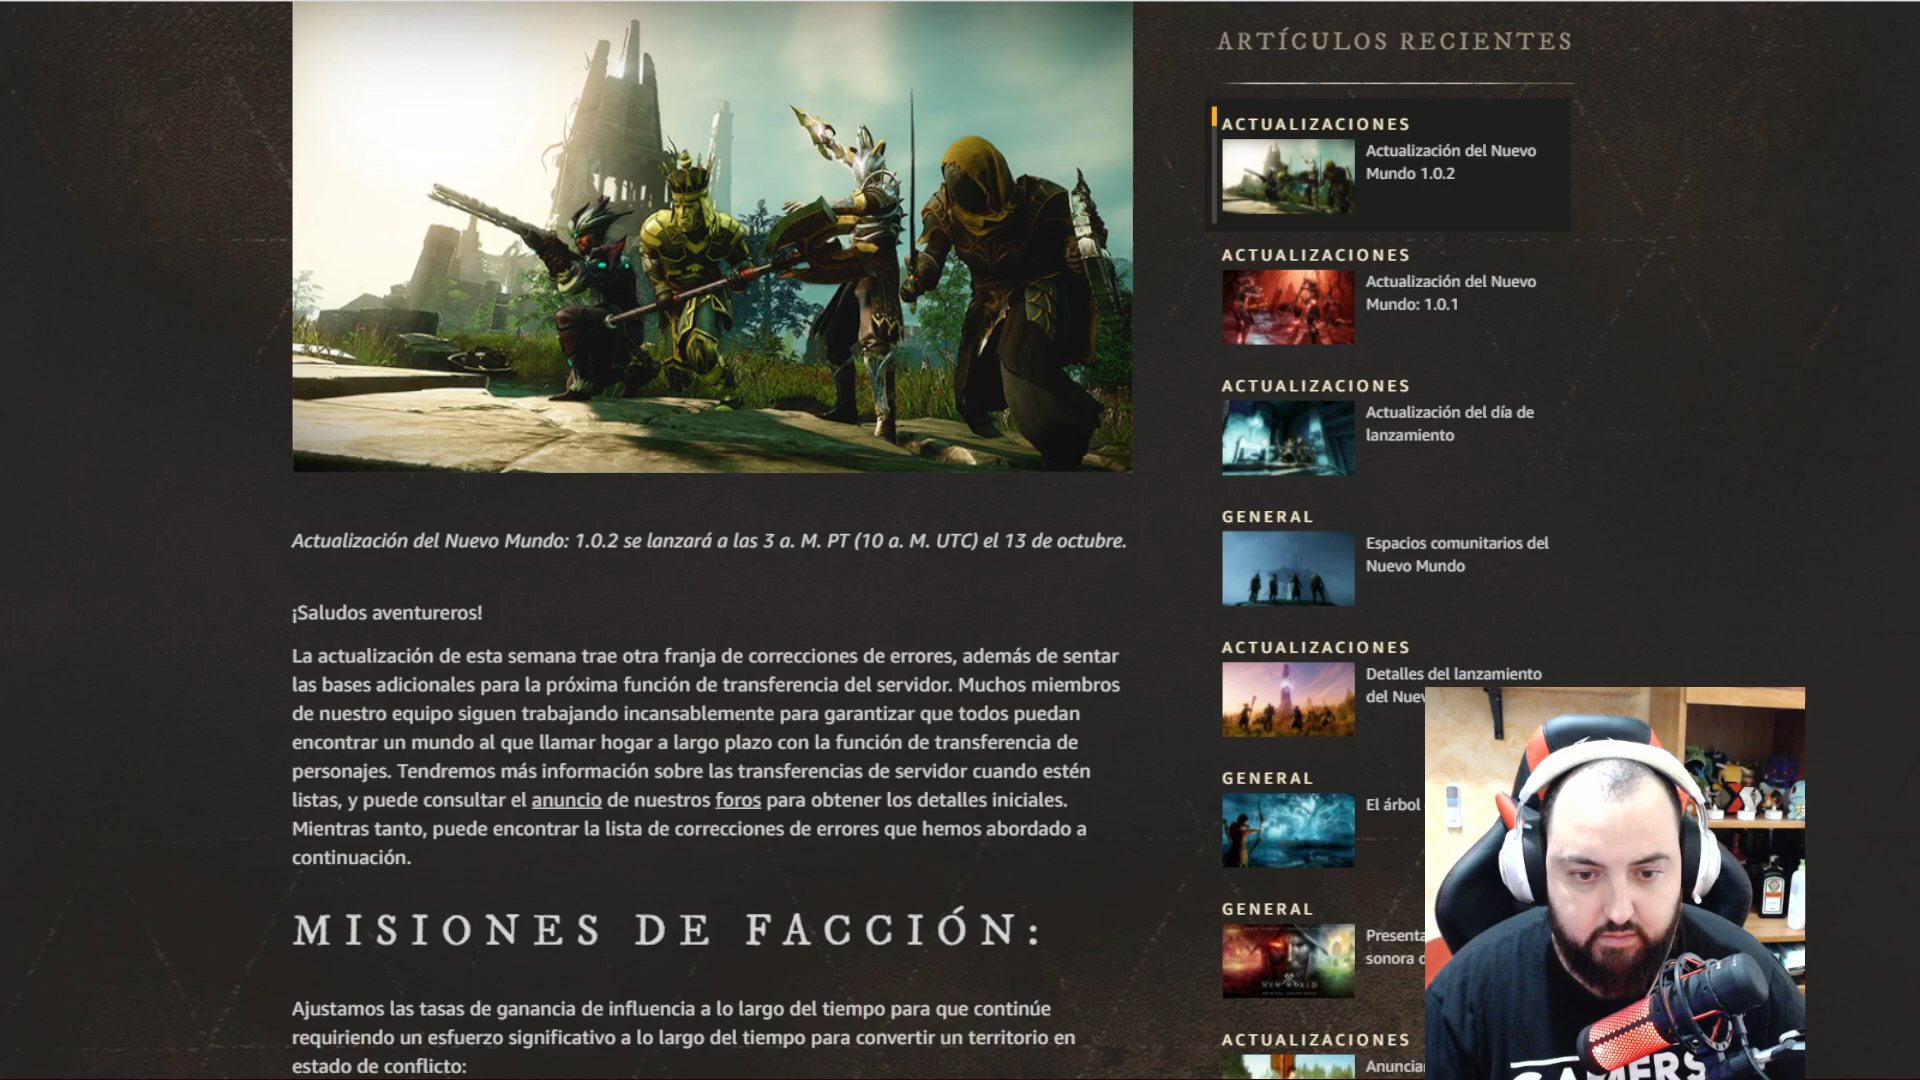 Actualización del Nuevo Mundo: 1.0.2 se lanzará a las 3 a. M. PT (10 a. M. UTC) el 13 de octubre.
¡Saludos aventureros!
La actualización de esta semana trae otra franja de correcciones de errores, además de sentar
las bases adicionales para la próxima función de transferencia del servidor. Muchos miembros
de nuestro equipo siguen trabajando incansablemente para garantizar que todos puedan
encontrar un mundo al que llamar hogar a largo plazo con la función de transferencia de
personajes. Tendremos más información sobre las transferencias de servidor cuando estén
listas, y puede consultar el anuncio de nuestros foros para obtener los detalles iniciales.
Mientras tanto, puede encontrar la lista de correcciones de errores que hemos abordado a
continuación.
MISIONES DE FACCIÓN:
Ajustamos las tasas de ganancia de influencia a lo largo del tiempo para que continúe
requiriendo un esfuerzo significativo a lo largo del tiempo para convertir un territorio en
estado de conflicto:
ARTÍCULOS RECIENTES
ACTUALIZACIONES
Actualización del Nuevo
Mundo 1.0.2
ACTUALIZACIONES
Actualización del Nuevo
Mundo: 1.0.1
ACTUALIZACIONES
Actualización del día de
lanzamiento
GENERAL
Espacios comunitarios del
Nuevo Mundo
ACTUALIZACIONES
Detalles del lanzamiento
del Nuev
GENERAL
El árbol
GENERAL
Presenta
sonora
NEW WORLD
ACTUALIZACIONES
Anuncia
GAMERS